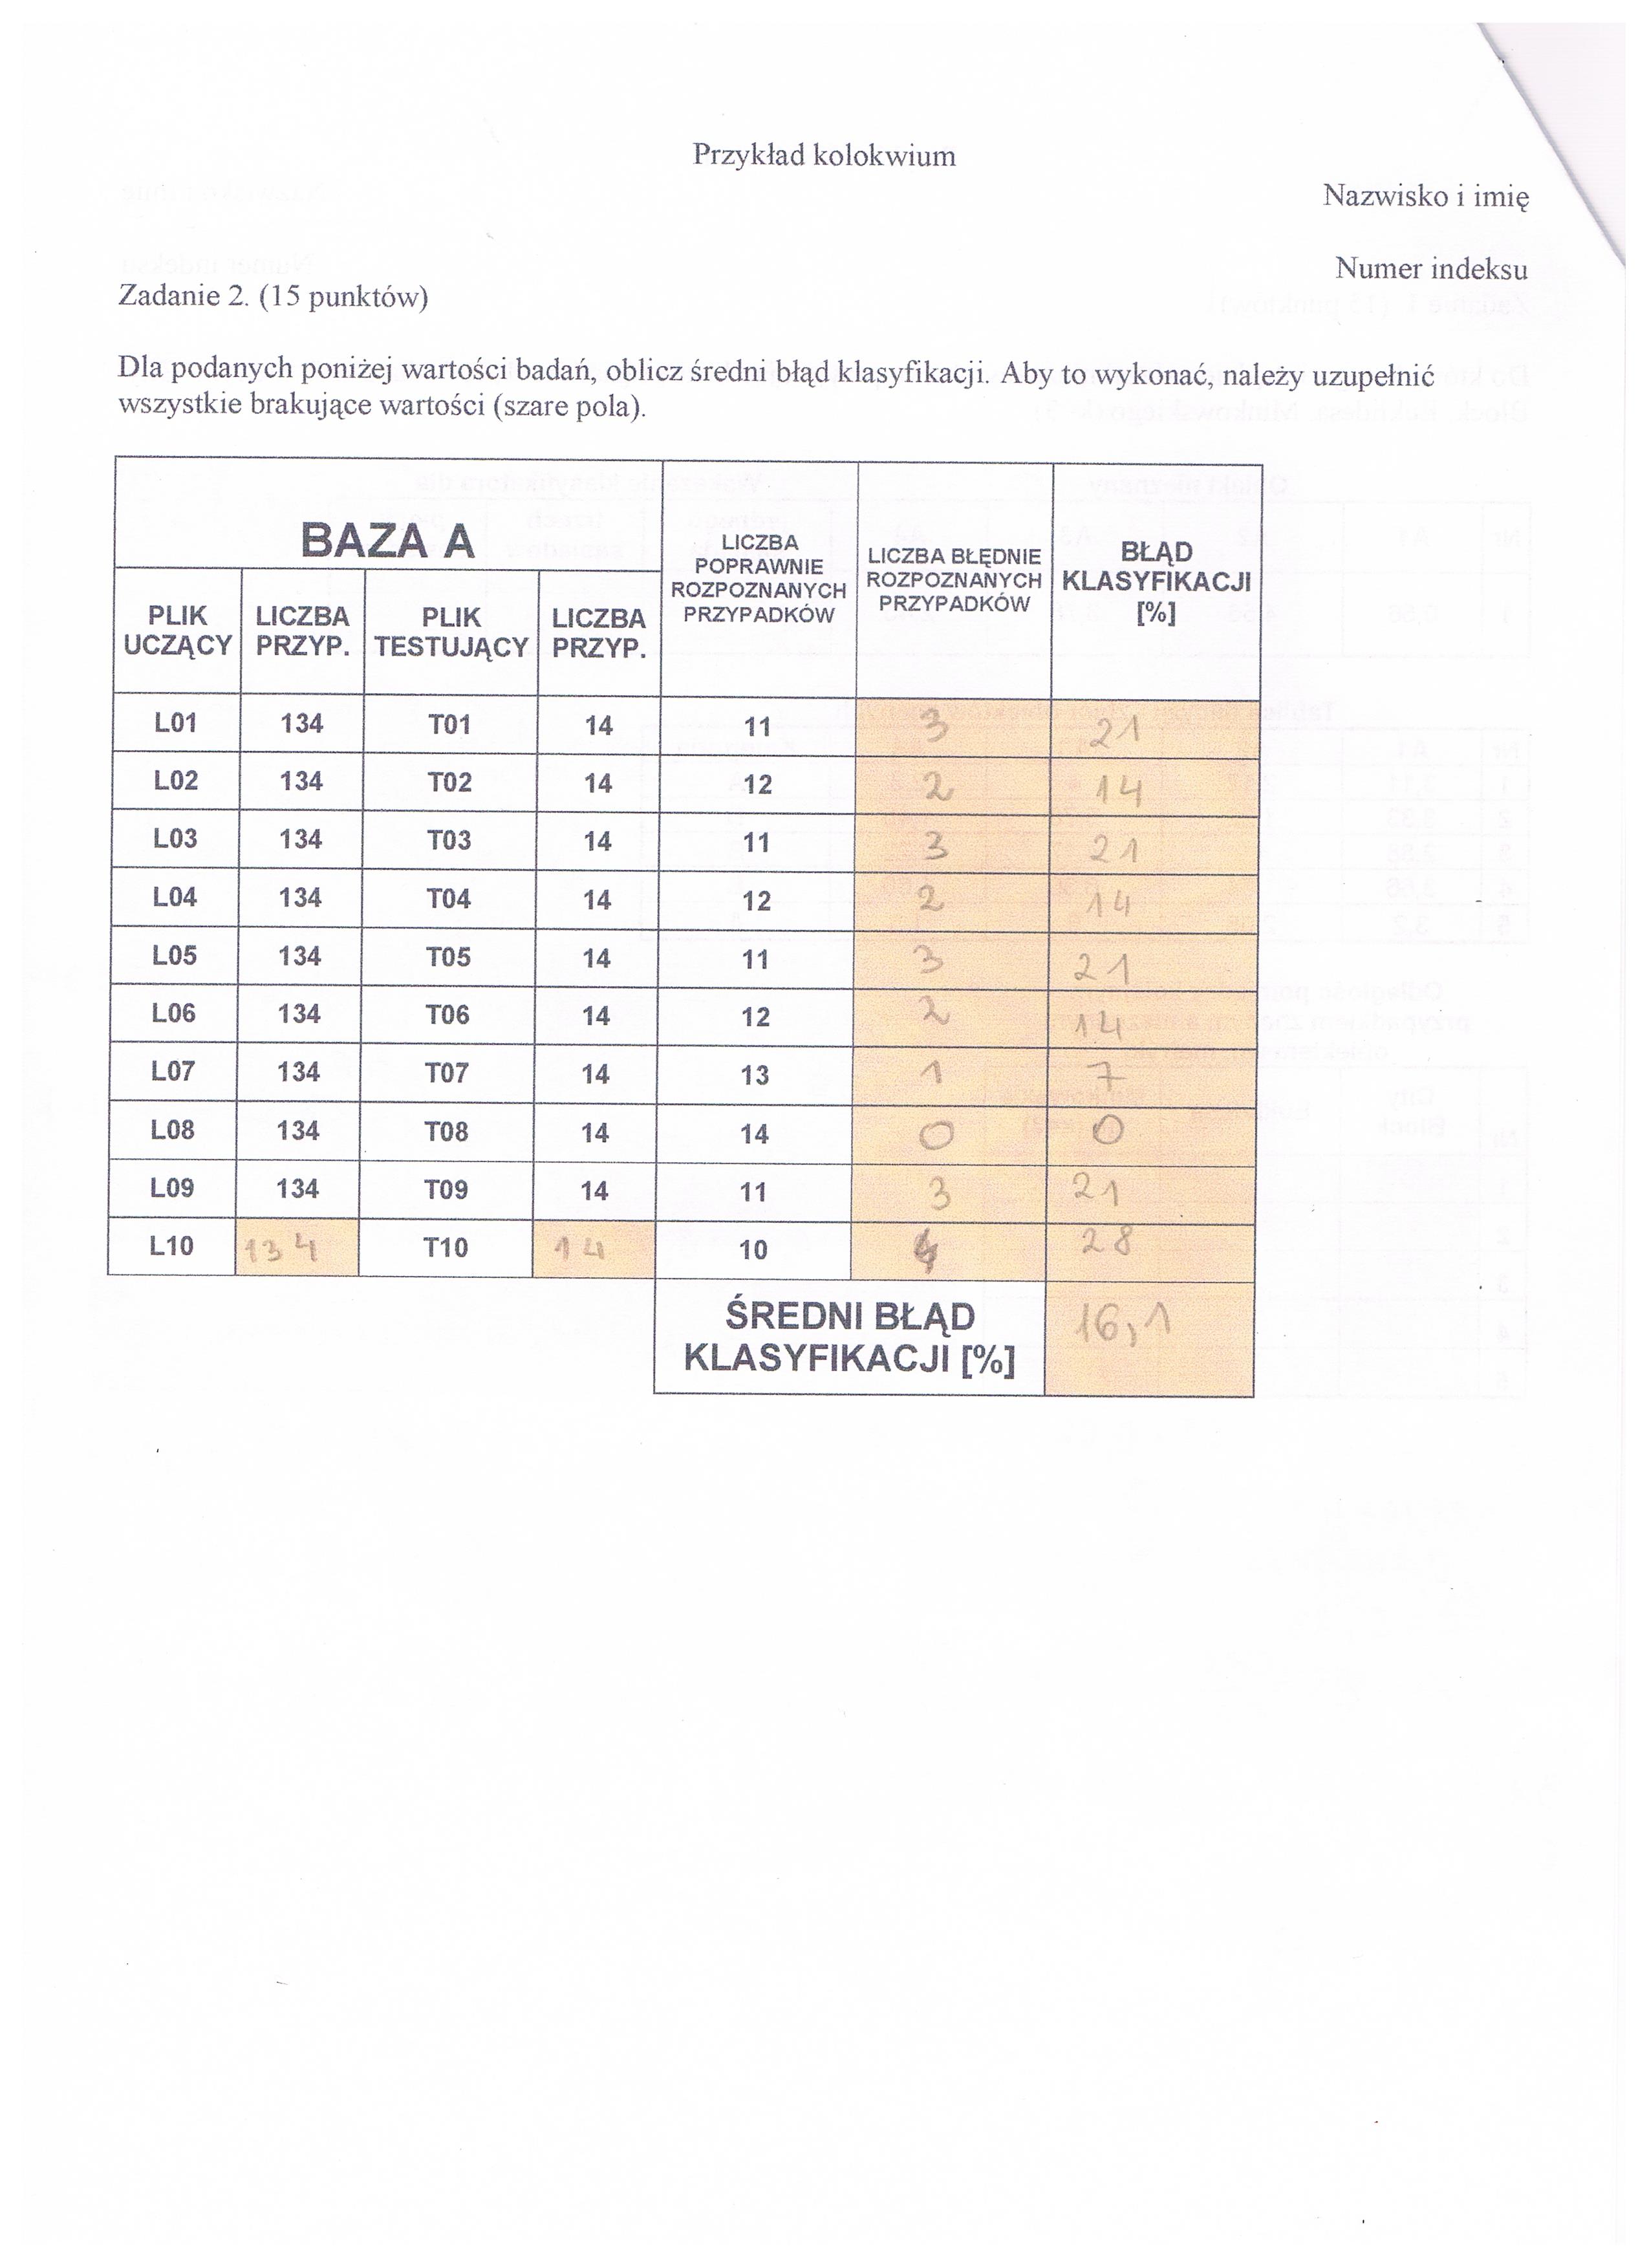 Przykład kolokwium
Nazwisko i imię
Numer indeksu
Zadanie 2. (15 punktów)
Dla podanych poniżej wartości badań, oblicz średni błąd klasyfikacji. Aby to wykonać, należy uzupełnić
wszystkie brakujące wartości (szare pola).
BAZA A
LICZBA
POPRAWNIE
ROZPOZNANYCH
PRZYPADKÓW
LICZBA BŁĘDNIE
ROZPOZNANYCH
PRZYPADKÓW
BŁĄD
KLASYFIKACJI
[%]
PLIK UCZĄCY LICZBA PRZYP. PLIK TESTUJĄCY LICZBA PRZYP.
L01 134 T01 14 11 3 21
L02 134 T02 14 12 2 14
L03 134 T03 14 11 3 21
L04 134 T04 14 12 2 14
L05 134 T05 14 11 3 21
L06 134 T06 14 12 2 14
L07 134 T07 14 13 1 7
L08 134 T08 14 14 0 0
L09 134 T09 14 11 3 21
L10 134 T10 14 10 4 28
ŚREDNI BŁĄD
KLASYFIKACJI [%] 16,1